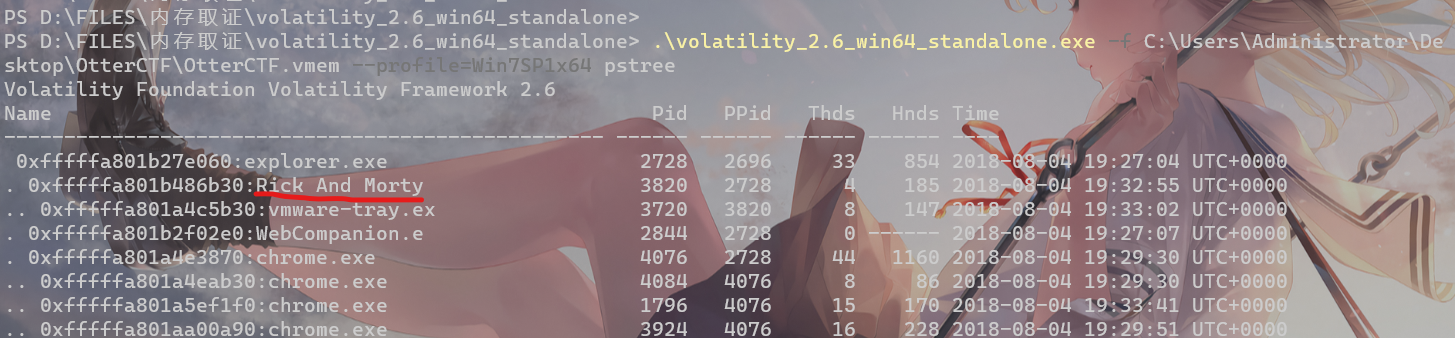 PS D:\FILES\内存取证\volatility_2.6_win64_standalone>
PS D:\FILES\内存取证\volatility_2.6_win64_standalone> .\volatility_2.6_win64_standalone.exe -f C:\Users\Administrator\De
sktop\OtterCTF\OtterCTF.vmem --profile=Win7SP1x64 pstree
Volatility Foundation Volatility Framework 2.6
Name Pid PPid Thds Hnds Time
-------------------------------------------------- ------ ------ ------ ------ ----
0xfffffa801b27e060:explorer.exe 2728 2696 33 854 2018-08-04 19:27:04 UTC+0000
. 0xfffffa801b486b30:Rick And Morty 3820 2728 4 185 2018-08-04 19:32:55 UTC+0000
.. 0xfffffa801a4c5b30:vmware-tray.ex 3720 3820 8 147 2018-08-04 19:33:02 UTC+0000
. 0xfffffa801b2f02e0:WebCompanion.e 2844 2728 0 ------ 2018-08-04 19:27:07 UTC+0000
. 0xfffffa801a4e3870:chrome.exe 4076 2728 44 1160 2018-08-04 19:29:30 UTC+0000
.. 0xfffffa801a4eab30:chrome.exe 4084 4076 8 86 2018-08-04 19:29:30 UTC+0000
.. 0xfffffa801a5ef1f0:chrome.exe 1796 4076 15 170 2018-08-04 19:33:41 UTC+0000
.. 0xfffffa801aa00a90:chrome.exe 3924 4076 16 228 2018-08-04 19:29:51 UTC+0000